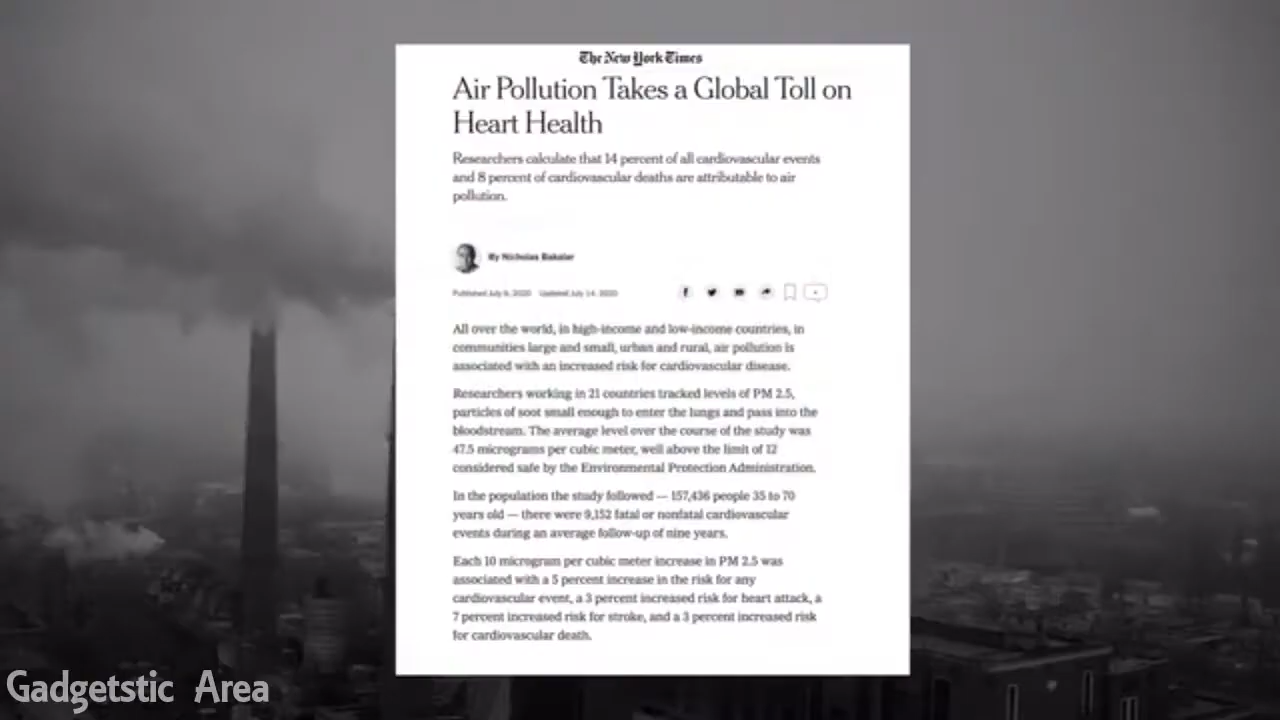 The New York Times
Air Pollution Takes a Global Toll on
Heart Health
Researchers calculate that 14 percent of all cardiovascular events
and 8 percent of cardiovascular deaths are attributable to air
pollution.
By Nicholas Bakalar
Published July 9, 2020 Updated July 14, 2020
All over the world, in high-income and low-income countries, in
communities large and small, urban and rural, air pollution is
associated with an increased risk for cardiovascular disease.
Researchers working in 21 countries tracked levels of PM 2.5,
particles of soot small enough to enter the lungs and pass into the
bloodstream. The average level over the course of the study was
47.5 micrograms per cubic meter, well above the limit of 12
considered safe by the Environmental Protection Administration.
In the population the study followed — 157,436 people 35 to 70
years old — there were 9,152 fatal or nonfatal cardiovascular
events during an average follow-up of nine years.
Each 10 microgram per cubic meter increase in PM 2.5 was
associated with a 5 percent increase in the risk for any
cardiovascular event, a 3 percent increased risk for heart attack, a
7 percent increased risk for stroke, and a 3 percent increased risk
for cardiovascular death.
Gadgetstic Area